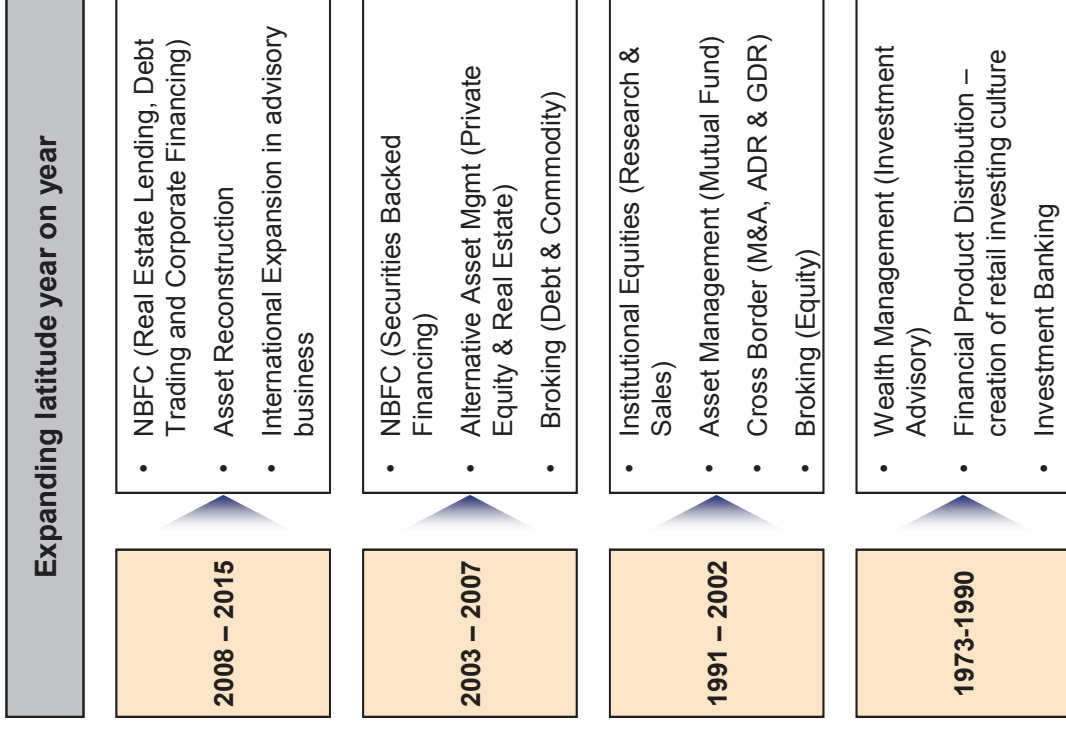 Expanding latitude year on year
2008 – 2015
• NBFC (Real Estate Lending, Debt
Trading and Corporate Financing)
• Asset Reconstruction
• International Expansion in advisory
business
2003 – 2007
• NBFC (Securities Backed
Financing)
• Alternative Asset Mgmt (Private
Equity & Real Estate)
• Broking (Debt & Commodity)
1991 – 2002
• Institutional Equities (Research &
Sales)
• Asset Management (Mutual Fund)
• Cross Border (M&A, ADR & GDR)
• Broking (Equity)
1973-1990
• Wealth Management (Investment
Advisory)
• Financial Product Distribution –
creation of retail investing culture
• Investment Banking